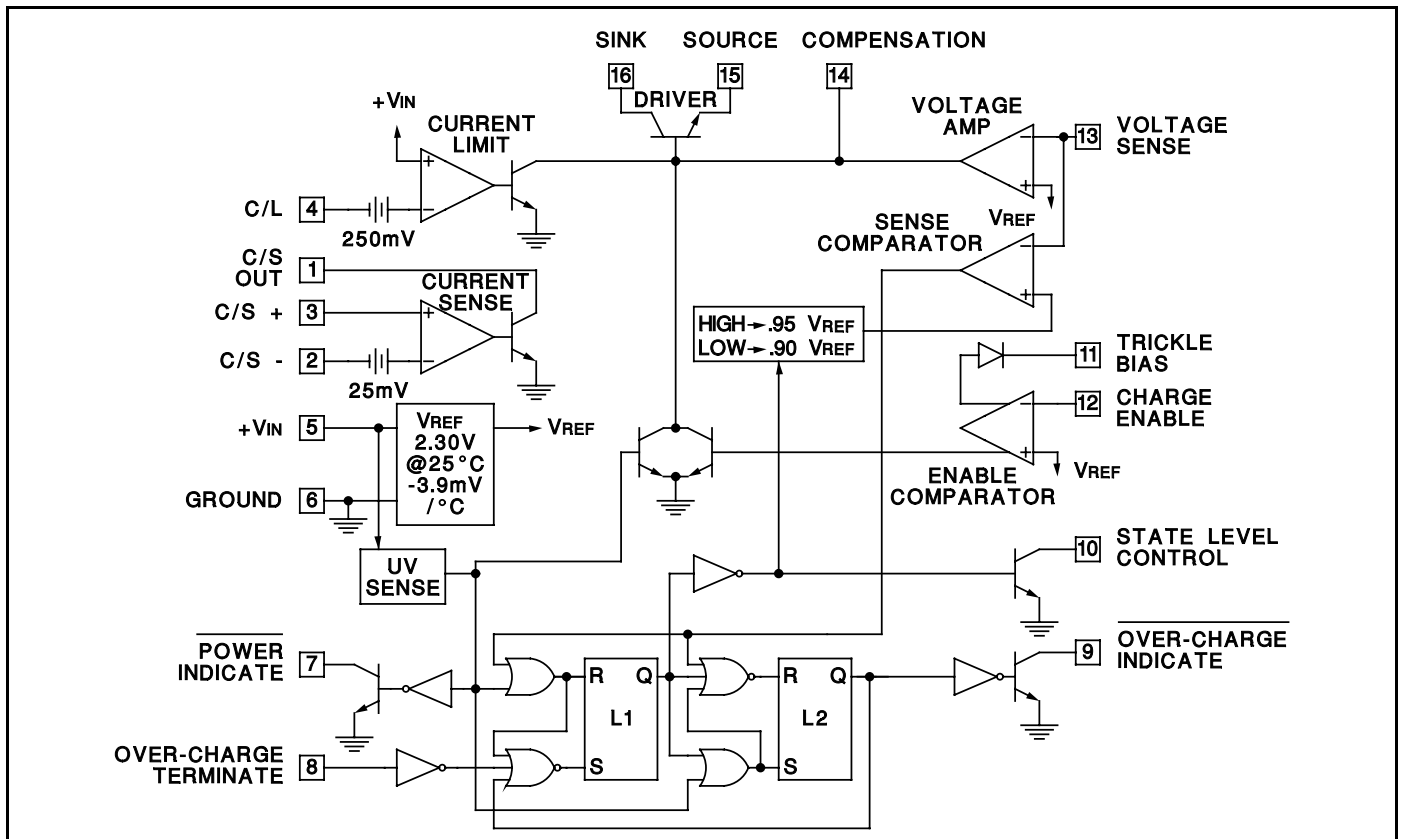 SINK SOURCE COMPENSATION
16 15 14
DRIVER
+VIN
CURRENT
LIMIT
VOLTAGE
AMP
+
-
C/L 4
250mV
-
+
13 VOLTAGE
SENSE
VREF
C/S
OUT 1
CURRENT
SENSE
C/S + 3
+
-
C/S - 2
25mV
SENSE
COMPARATOR
-
+
HIGH→.95 VREF
LOW→.90 VREF
11 TRICKLE
BIAS
12 CHARGE
ENABLE
-
+
VREF
ENABLE
COMPARATOR
+VIN 5
VREF
2.30V
@25°C
-3.9mV
/°C
VREF
GROUND 6
UV
SENSE
10 STATE LEVEL
CONTROL
POWER
INDICATE 7
9 OVER-CHARGE
INDICATE
R Q
L1
S
R Q
L2
S
OVER-CHARGE
TERMINATE 8